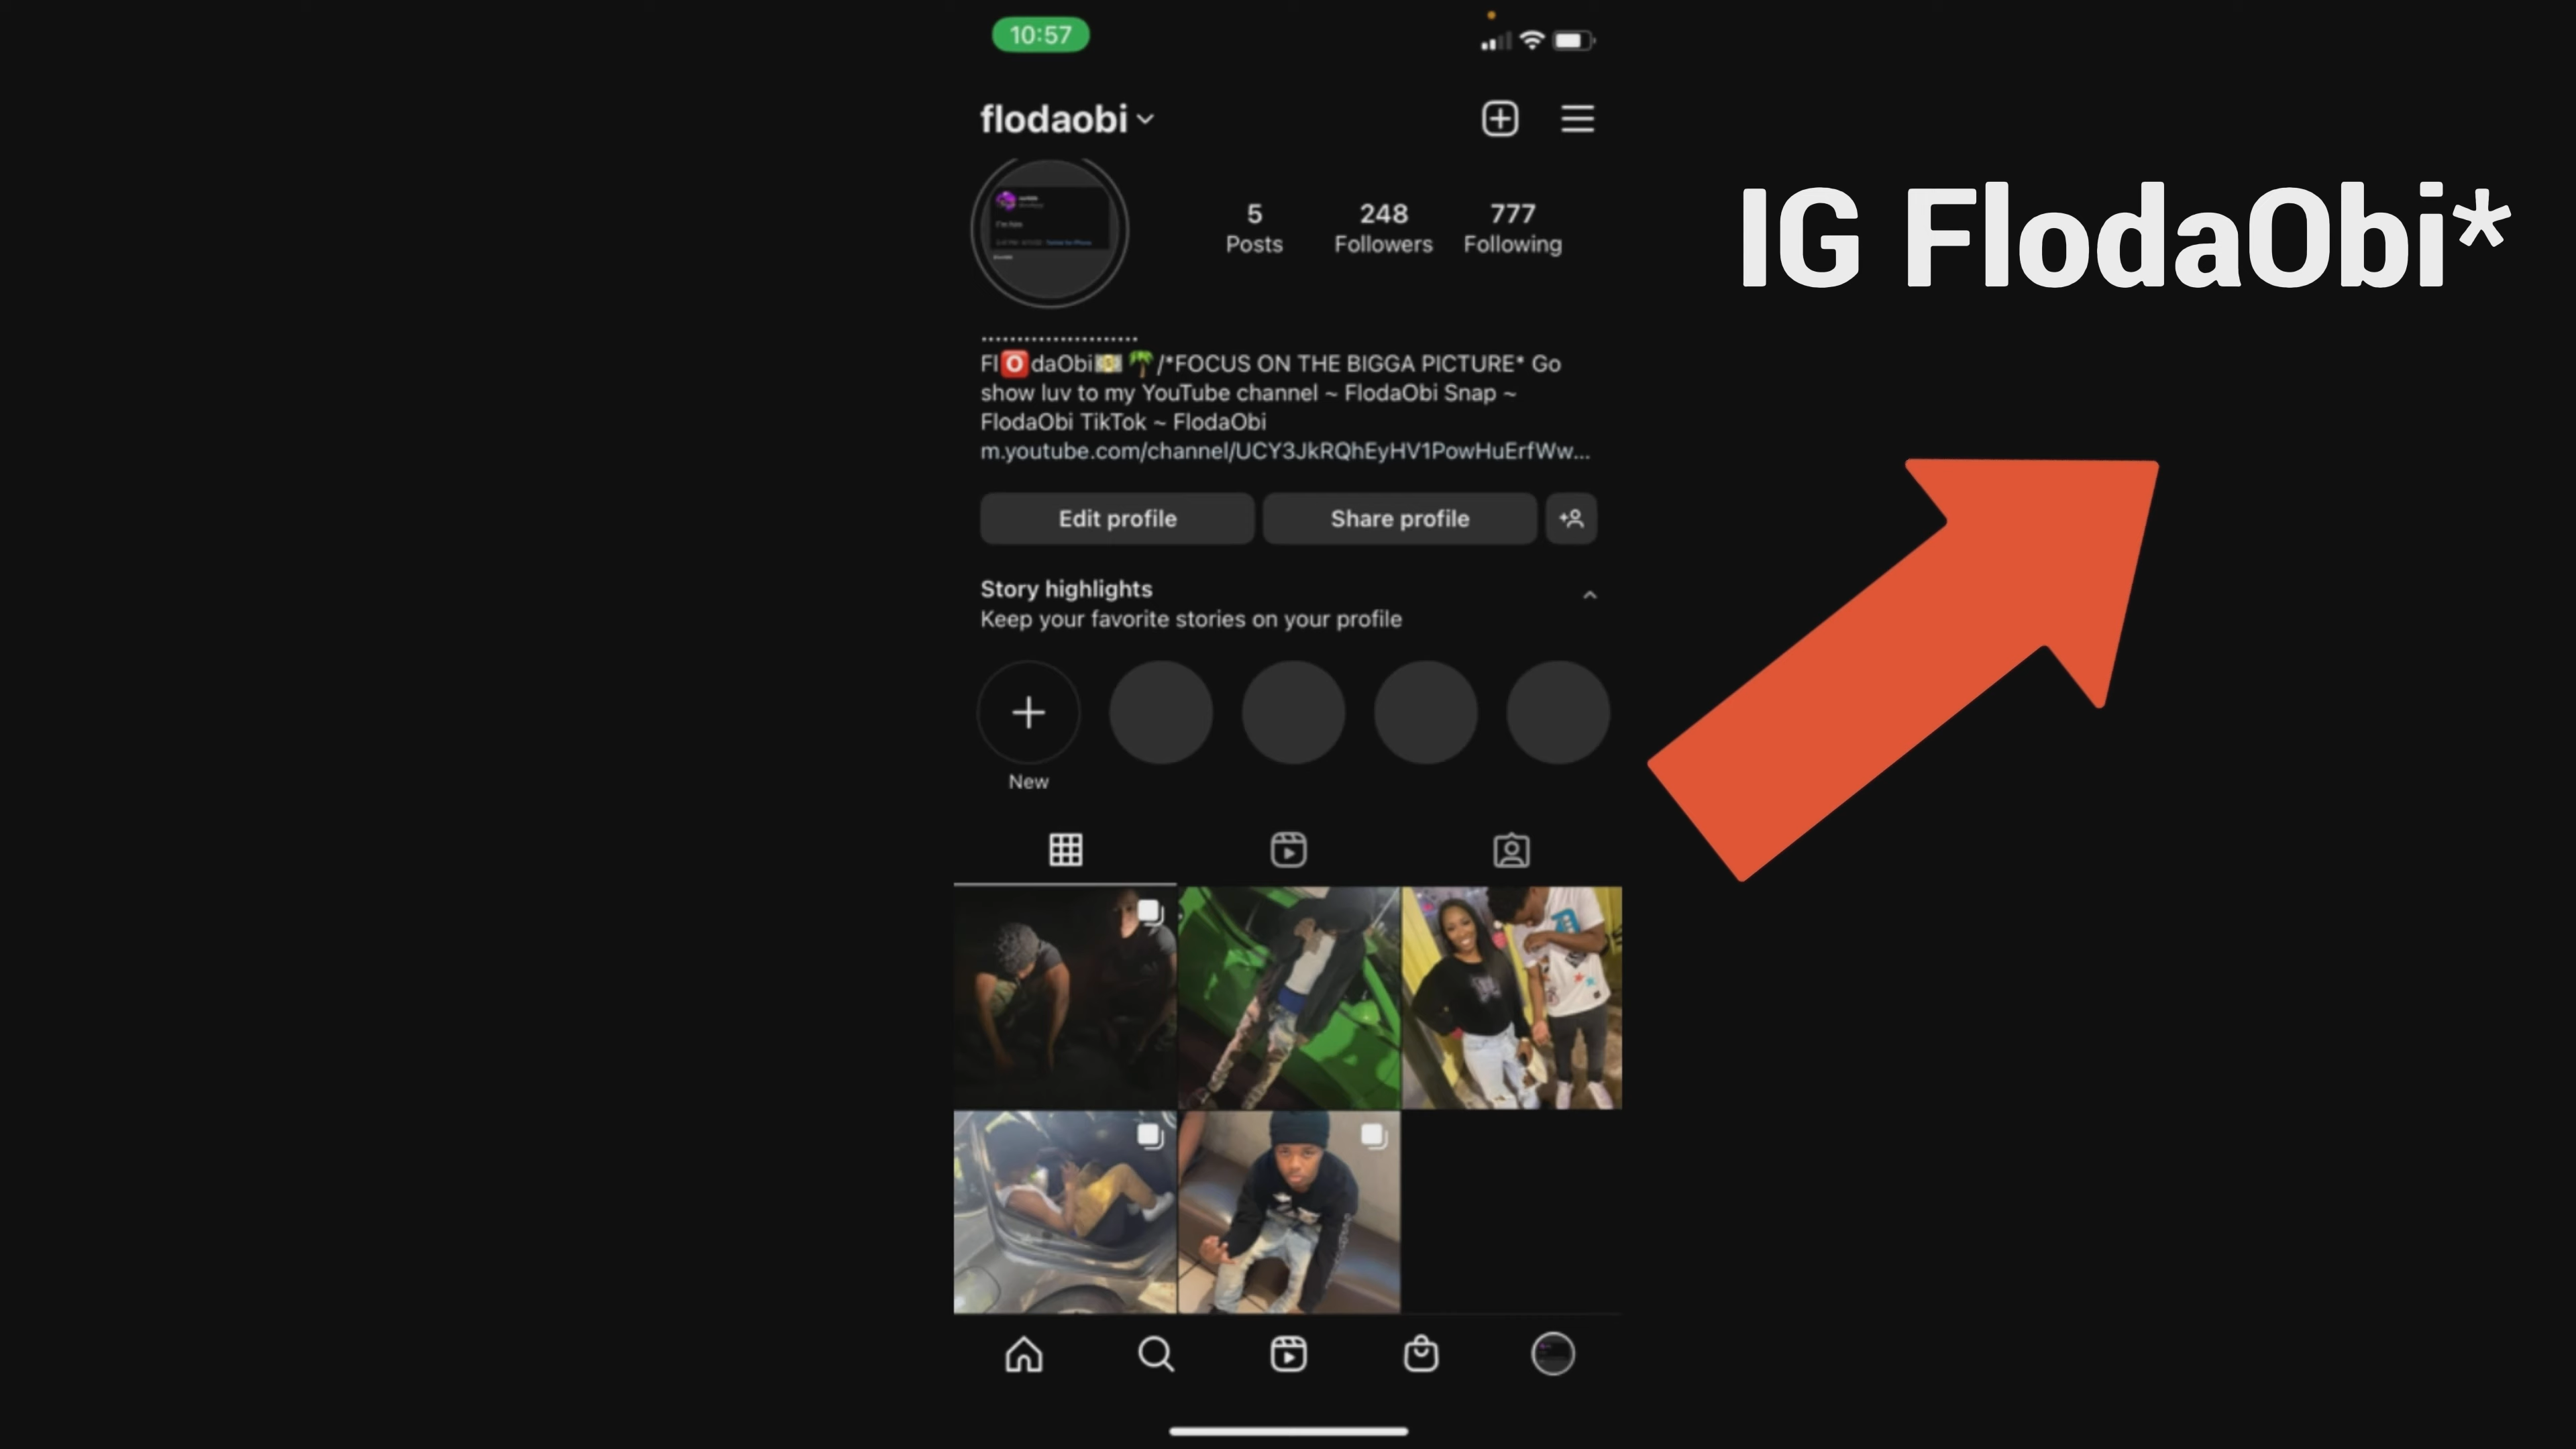 10:57
flodaobi
IG FlodaObi*
5
248
777
Posts
Followers
Following
I'm him
......................
Fl🅾️daObi💵🌴/*FOCUS ON THE BIGGA PICTURE* Go
show luv to my YouTube channel ~ FlodaObi Snap ~
FlodaObi TikTok ~ FlodaObi
m.youtube.com/channel/UCY3JkRQhEyHV1PowHuErfWw...
Edit profile
Share profile
Story highlights
Keep your favorite stories on your profile
New